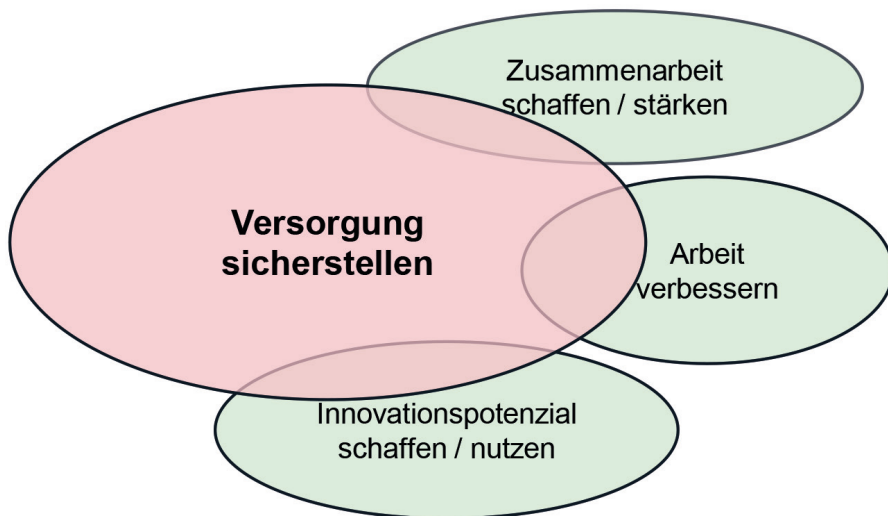 Zusammenarbeit
schaffen / stärken
Versorgung
sicherstellen
Arbeit
verbessern
Innovationspotenzial
schaffen / nutzen